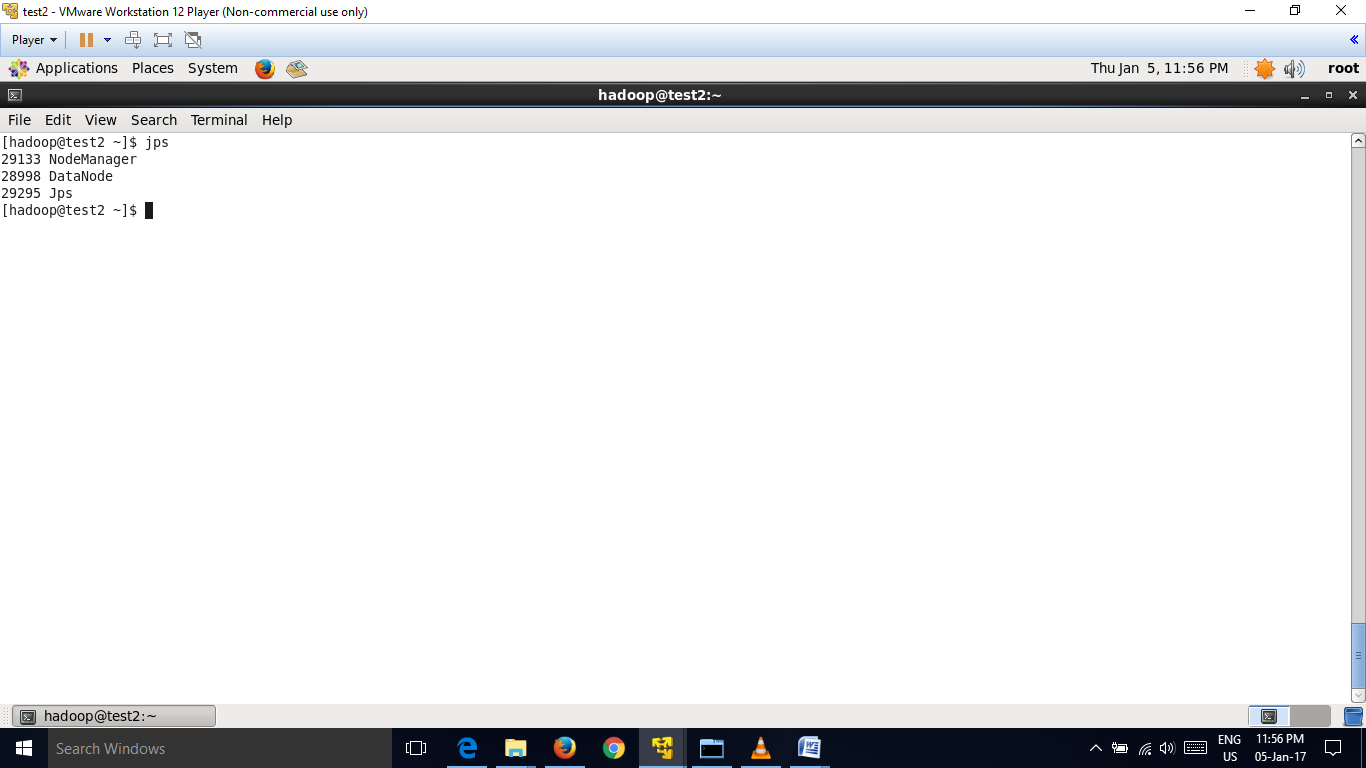 test2 - VMware Workstation 12 Player (Non-commercial use only)
Player
Applications Places System Thu Jan 5, 11:56 PM root
hadoop@test2:~
File Edit View Search Terminal Help
[hadoop@test2 ~]$ jps
29133 NodeManager
28998 DataNode
29295 Jps
[hadoop@test2 ~]$
hadoop@test2:~
Search Windows
ENG
US
11:56 PM
05-Jan-17